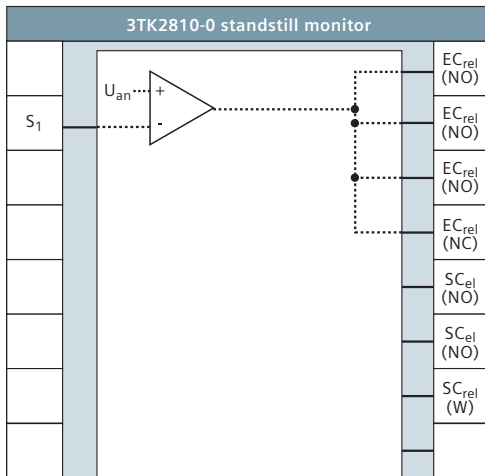 3TK2810-0 standstill monitor
ECrel
(NO)
Uan
+
S1
-
ECrel
(NO)
ECrel
(NO)
ECrel
(NC)
SCel
(NO)
SCel
(NO)
SCrel
(W)